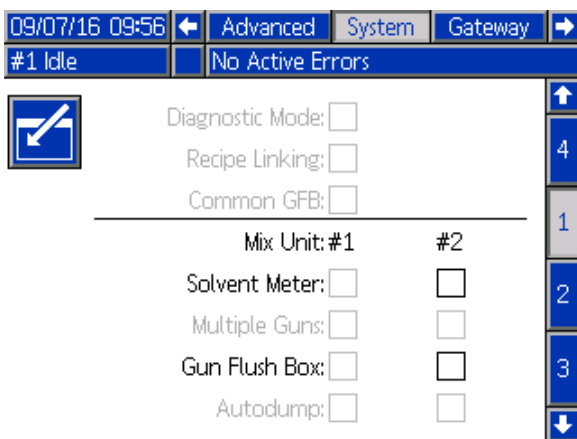 09/07/16 09:56 Advanced System Gateway
#1 Idle No Active Errors
Diagnostic Mode:
4
Recipe Linking:
Common GFB:
1
Mix Unit: #1 #2
Solvent Meter:
2
Multiple Guns:
Gun Flush Box:
3
Autodump: